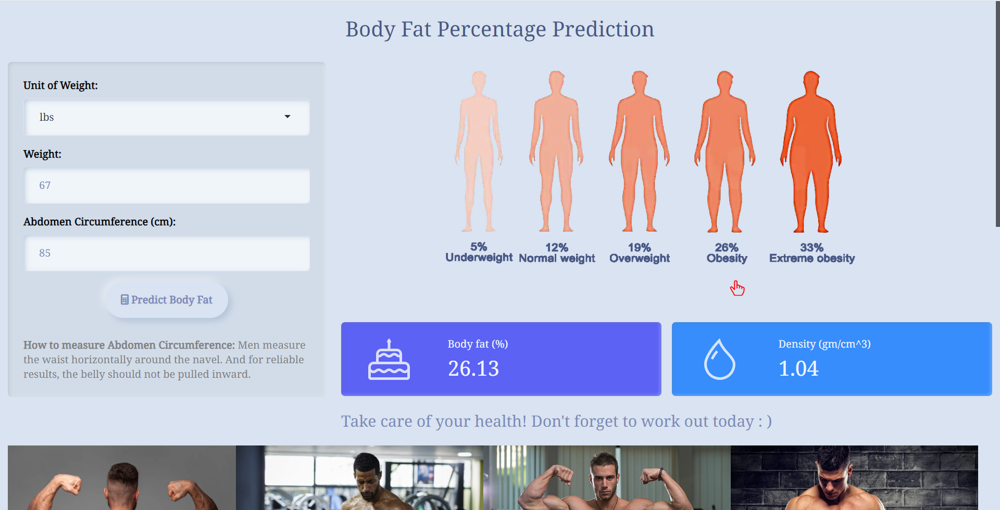 Body Fat Percentage Prediction
Unit of Weight:
lbs
Weight:
67
Abdomen Circumference (cm):
85
Predict Body Fat
How to measure Abdomen Circumference: Men measure
the waist horizontally around the navel. And for reliable
results, the belly should not be pulled inward.
5%
Underweight
12%
Normal weight
19%
Overweight
26%
Obesity
33%
Extreme obesity
Body fat (%)
26.13
Density (gm/cm^3)
1.04
Take care of your health! Don't forget to work out today : )